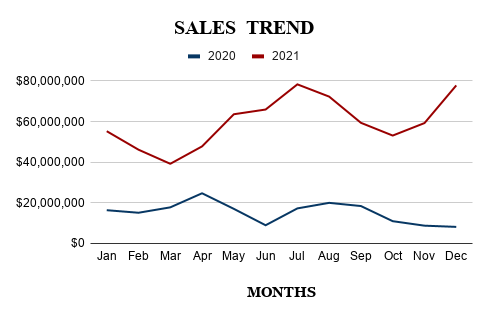 SALES TREND
2020 2021
$80,000,000
$60,000,000
$40,000,000
$20,000,000
$0
Jan Feb Mar Apr May Jun Jul Aug Sep Oct Nov Dec
MONTHS